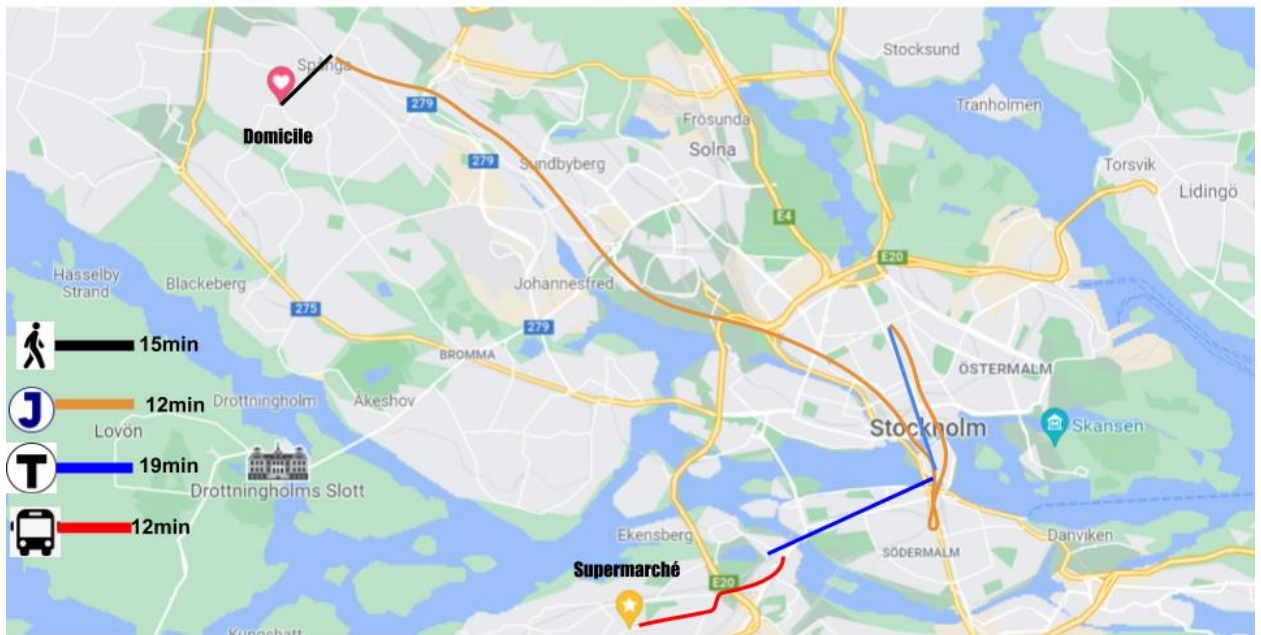 Stocksund
Spånga
279
Tranholmen
Frösunda
Domicile
Solna
279
Sundbyberg
Torsvik
Lidingö
E4
E20
Hässelby
Strand
Blackeberg
Johannesfred
275
279
15min
BROMMA
ÖSTERMALM
J
12min
Drottningholm
Åkeshov
Lovön
Stockholm
Skansen
T
19min
Drottningholms Slott
12min
Ekensberg
Danviken
SÖDERMALM
Supermarché
E20
Kungshatt